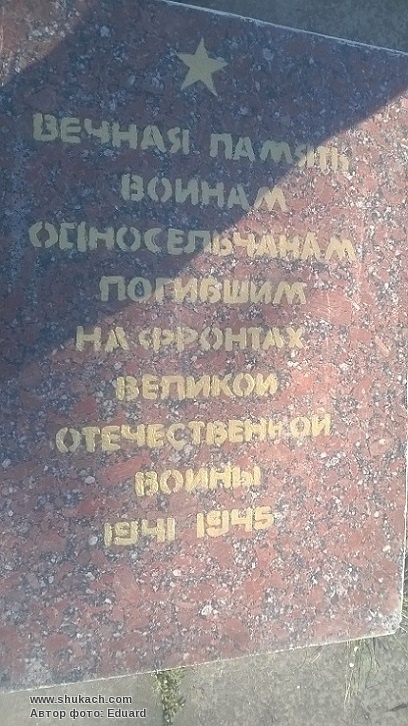 ВЕЧНАЯ ПАМЯТЬ
ВОИНАМ
ОДНОСЕЛЬЧАНАМ
ПОГИБШИМ
НА ФРОНТАХ
ВЕЛИКОЙ
ОТЕЧЕСТВЕННОЙ
ВОЙНЫ
1941 1945
www.shukach.com
Автор фото: Eduard